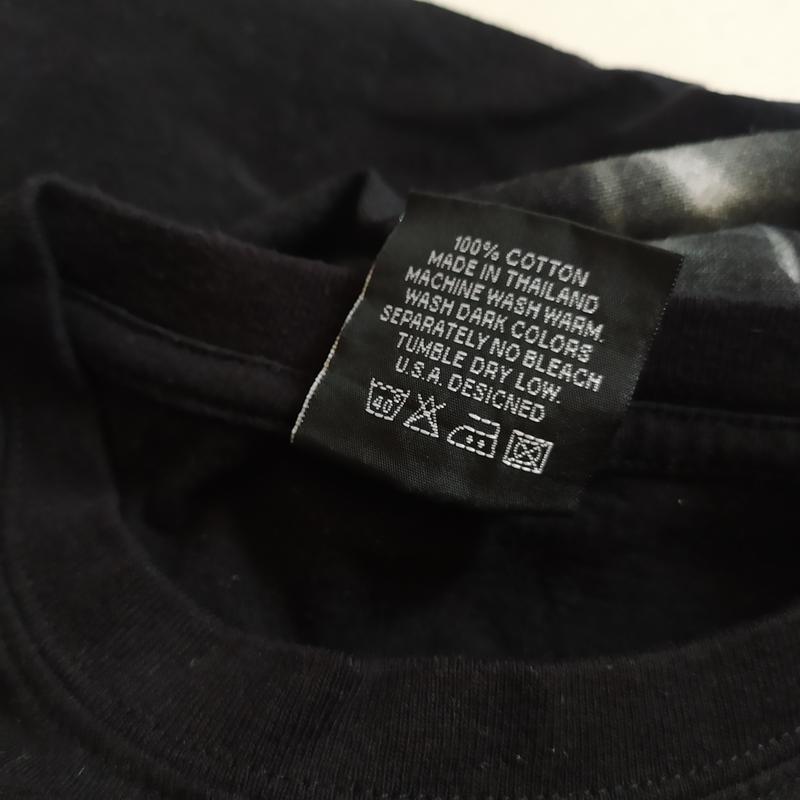 100% COTTON
MADE IN THAILAND
MACHINE WASH WARM.
WASH DARK COLORS
SEPARATELY NO BLEACH
TUMBLE DRY LOW.
U.S.A. DESIGNED
40